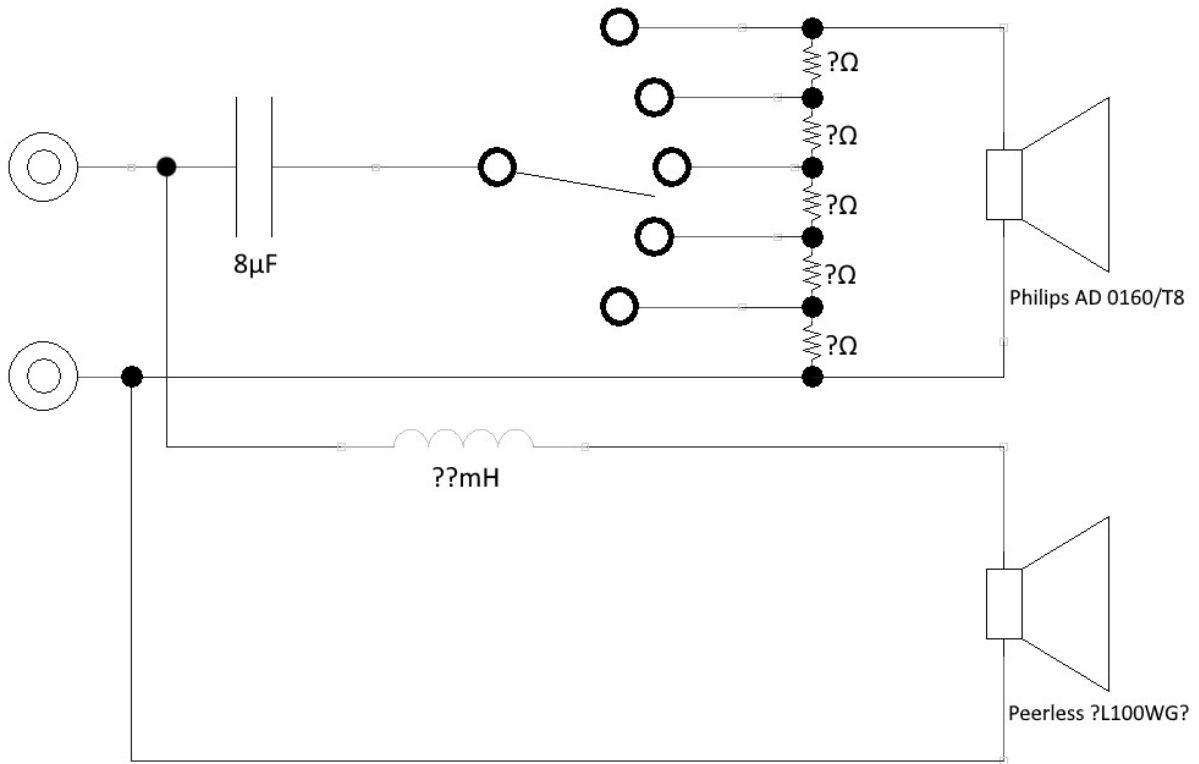 ?Ω
?Ω
?Ω
8µF
?Ω
Philips AD 0160/T8
?Ω
??mH
Peerless ?L100WG?